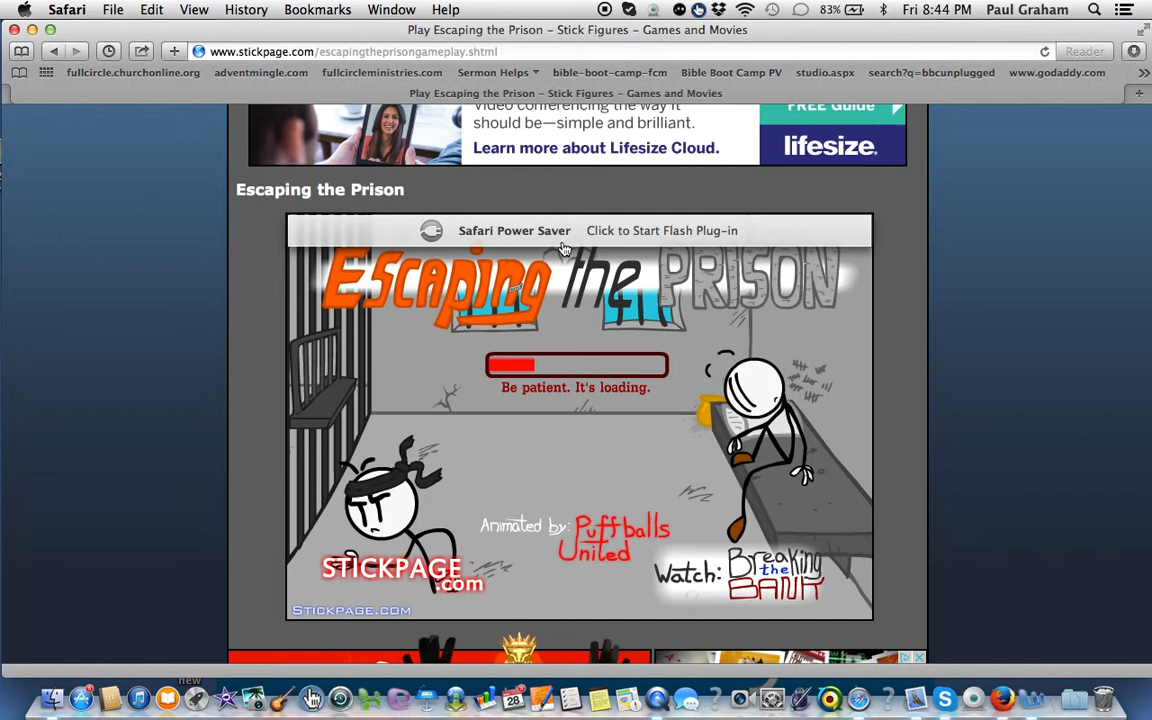 Safari File Edit View History Bookmarks Window Help 83% Fri 8:44 PM Paul Graham
Play Escaping the Prison – Stick Figures – Games and Movies
www.stickpage.com/escapingtheprisongameplay.shtml Reader
fullcircle.churchonline.org adventmingle.com fullcircleministries.com Sermon Helps bible-boot-camp-fcm Bible Boot Camp PV studio.aspx search?q=bbcunplugged www.godaddy.com
Play Escaping the Prison – Stick Figures – Games and Movies
Video conferencing the way it
should be—simple and brilliant.
Learn more about Lifesize Cloud.
FREE Guide
lifesize.
Escaping the Prison
Safari Power Saver Click to Start Flash Plug-in
Escaping the PRISON
Be patient. It's loading.
Animated by: Puffballs
United
STICKPAGE
.com
Watch: Breaking
the
BANK
STICKPAGE.COM
new
28